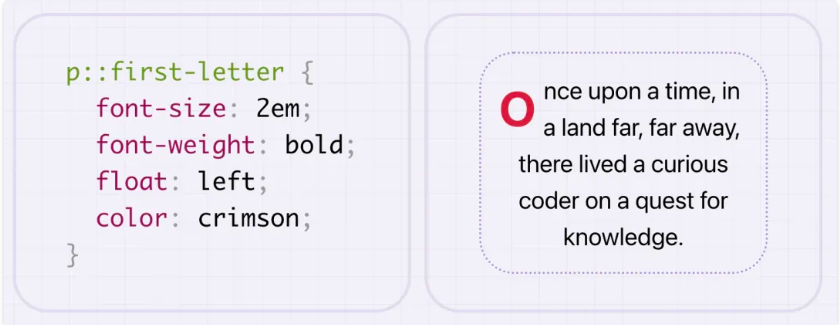 p::first-letter {
  font-size: 2em;
  font-weight: bold;
  float: left;
  color: crimson;
}
Once upon a time, in
a land far, far away,
there lived a curious
coder on a quest for
knowledge.